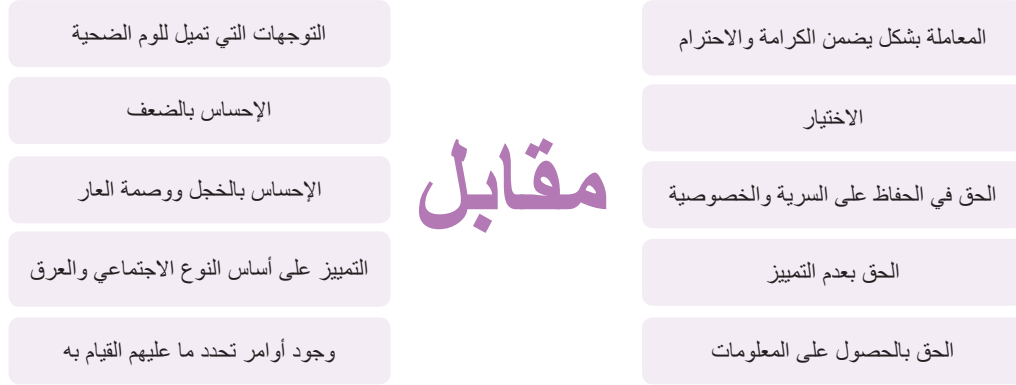 المعاملة بشكل يضمن الكرامة والاحترام
الاختيار
الحق في الحفاظ على السرية والخصوصية
الحق بعدم التمييز
الحق بالحصول على المعلومات
مقابل
التوجهات التي تميل للوم الضحية
الإحساس بالضعف
الإحساس بالخجل ووصمة العار
التمييز على أساس النوع الاجتماعي والعرق
وجود أوامر تحدد ما عليهم القيام به